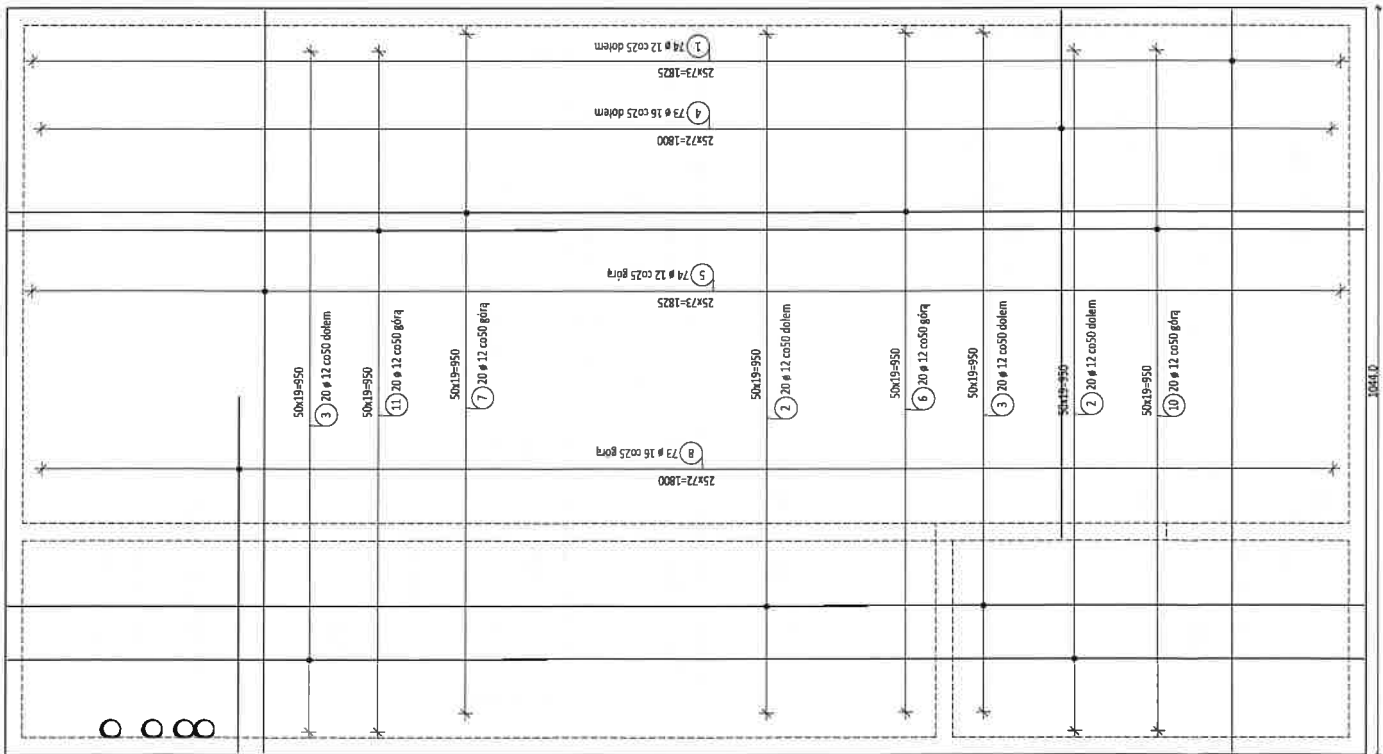 1 74 ø 12 co25 dołem
25x73=1825
4 73 ø 16 co25 dołem
25x72=1800
5 74 ø 12 co25 górą
25x73=1825
50x19=950
3 20 ø 12 co50 dołem
50x19=950
11 20 ø 12 co50 górą
50x19=950
7 20 ø 12 co50 górą
50x19=950
2 20 ø 12 co50 dołem
50x19=950
6 20 ø 12 co50 górą
50x19=950
3 20 ø 12 co50 dołem
50x19=950
2 20 ø 12 co50 dołem
50x19=950
10 20 ø 12 co50 górą
8 73 ø 16 co25 górą
25x72=1800
1044.0